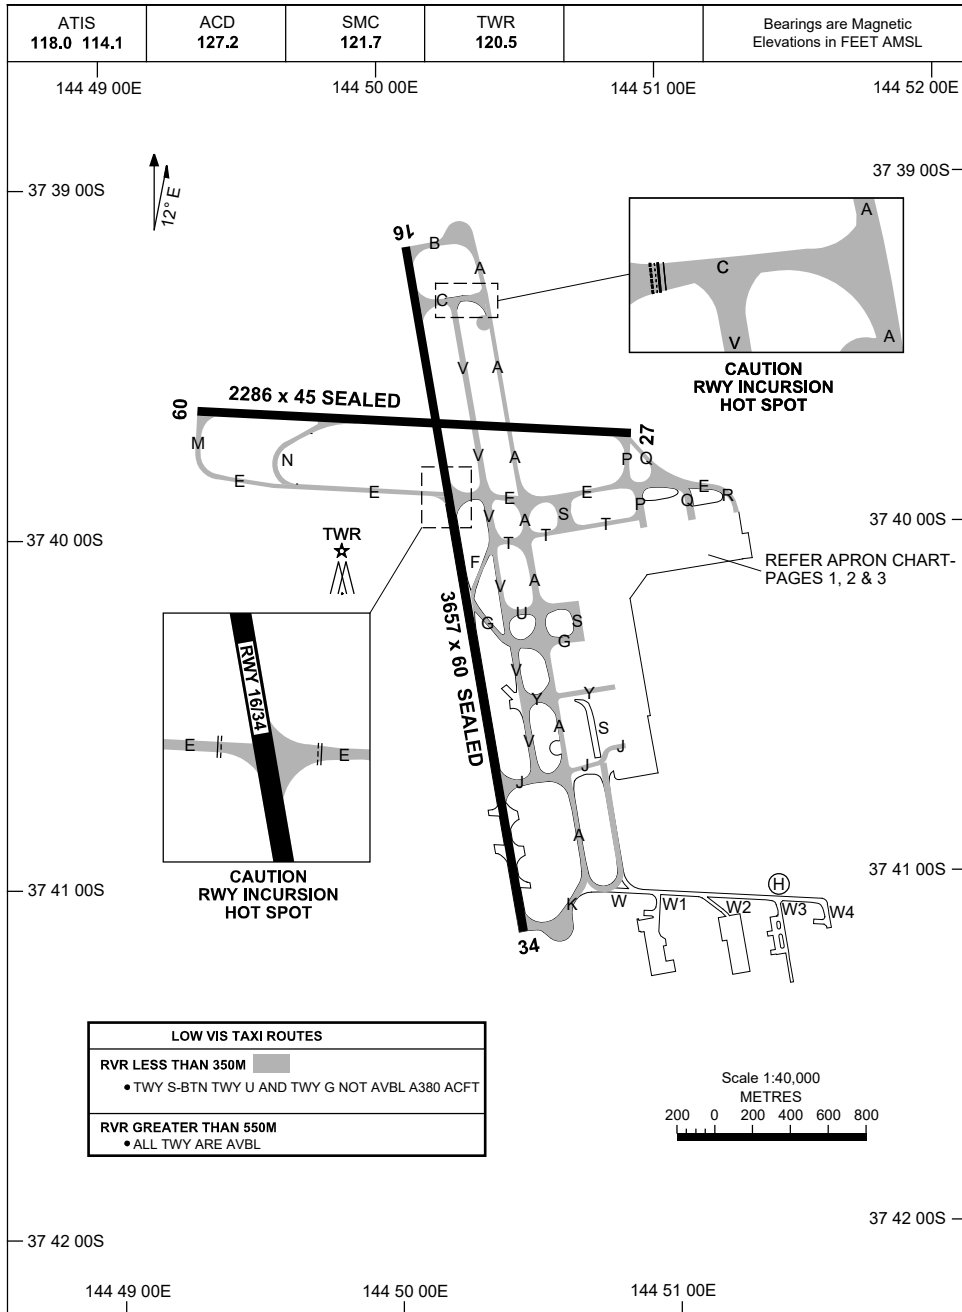 ATIS
118.0 114.1
ACD
127.2
SMC
121.7
TWR
120.5
Bearings are Magnetic
Elevations in FEET AMSL
144 49 00E
144 50 00E
144 51 00E
144 52 00E
37 39 00S
37 39 00S
12° E
16
B
A
C
V
A
A
C
V
A
CAUTION
RWY INCURSION
HOT SPOT
09
2286 x 45 SEALED
27
M
N
E
E
V
A
P
Q
E
E
E
R
P
Q
V
A
S
T
T
T
37 40 00S
37 40 00S
TWR
REFER APRON CHART-
PAGES 1, 2 & 3
F
V
A
G
U
S
G
3657 x 60 SEALED
RWY 16/34
E
E
CAUTION
RWY INCURSION
HOT SPOT
V
Y
Y
V
A
S
J
J
J
A
37 41 00S
37 41 00S
H
K
W
W1
W2
W3
W4
34
LOW VIS TAXI ROUTES
RVR LESS THAN 350M
• TWY S-BTN TWY U AND TWY G NOT AVBL A380 ACFT
RVR GREATER THAN 550M
• ALL TWY ARE AVBL
Scale 1:40,000
METRES
200 0 200 400 600 800
37 42 00S
37 42 00S
144 49 00E
144 50 00E
144 51 00E